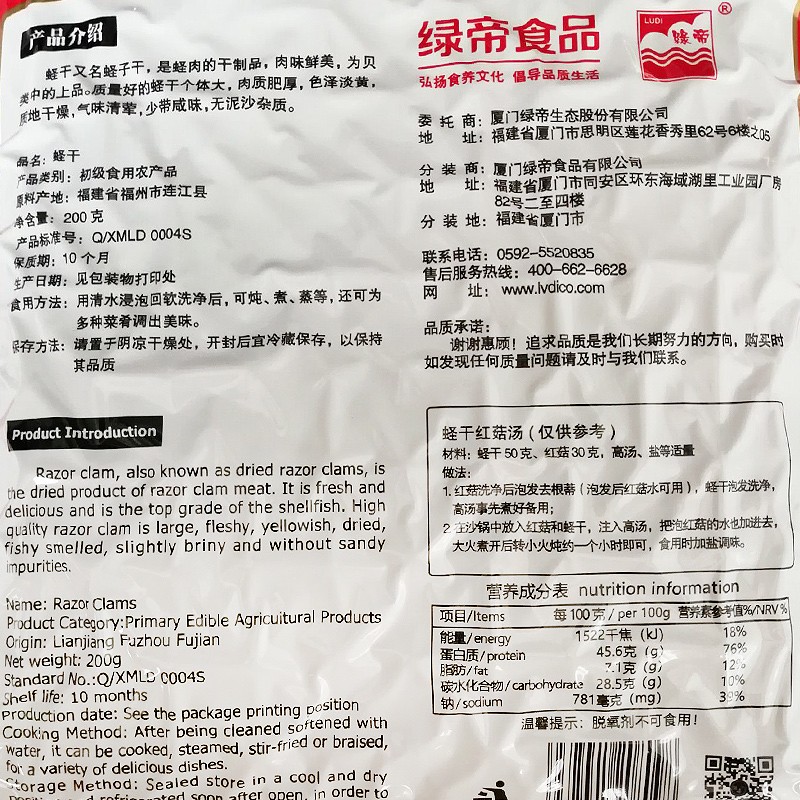 产品介绍
蛏干又名蛏子干，是蛏肉的干制品，肉味鲜美，为贝
类中的上品。质量好的蛏干个体大，肉质肥厚，色泽淡黄，
质地干燥，气味清荤，少带咸味，无泥沙杂质。
品名：蛏干
产品类别：初级食用农产品
原料产地：福建省福州市连江县
净含量：200克
产品标准号：Q/XMLD 0004S
保质期：10个月
生产日期：见包装物打印处
食用方法：用清水浸泡回软洗净后，可炖、煮、蒸等，还可为
多种菜肴调出美味。
保存方法：请置于阴凉干燥处，开封后宜冷藏保存，以保持
其品质
Product Introduction
Razor clam, also known as dried razor clams, is
the dried product of razor clam meat. It is fresh and
delicious and is the top grade of the shellfish. High
quality razor clam is large, fleshy, yellowish, dried,
fishy smelled, slightly briny and without sandy
impurities.
Name: Razor Clams
Product Category:Primary Edible Agricultural Products
Origin: Lianjiang Fuzhou Fujian
Net weight: 200g
Standard No.:Q/XMLD 0004S
Shelf life: 10 months
Production date: See the package printing position
Cooking Method: After being cleaned softened with
water, it can be cooked, steamed, stir-fried or braised,
for a variety of delicious dishes.
Storage Method: Sealed store in a cool and dry
refrigerated soon after open, in order to
绿帝食品
弘扬食养文化 倡导品质生活
LUDI
绿帝
®
委托商：厦门绿帝生态股份有限公司
地址：福建省厦门市思明区莲花香秀里62号6楼之05
分装商：厦门绿帝食品有限公司
地址：福建省厦门市同安区环东海域湖里工业园厂房
82号二至四楼
分装地：福建省厦门市
联系电话：0592-5520835
售后服务热线：400-662-6628
网址：www.lvdico.com
品质承诺：
谢谢惠顾！追求品质是我们长期努力的方向，购买时
如发现任何质量问题请及时与我们联系。
蛏干红菇汤（仅供参考）
材料：蛏干50克、红菇30克，高汤、盐等适量
做法：
1. 红菇洗净后泡发去根蒂（泡发后红菇水可用），蛏干泡发洗净，
高汤事先煮好备用；
2. 在沙锅中放入红菇和蛏干，注入高汤，把泡红菇的水也加进去，
大火煮开后转小火炖约一个小时即可，食用时加盐调味。
营养成分表 nutrition information
项目/Items 每100克/per 100g 营养素参考值%/NRV%
能量/energy 1522千焦（kJ） 18%
蛋白质/protein 45.6克（g） 76%
脂肪/fat 7.1克（g） 12%
碳水化合物/carbohydrate 28.5克（g） 10%
钠/sodium 781毫克（mg） 39%
温馨提示：脱氧剂不可食用！